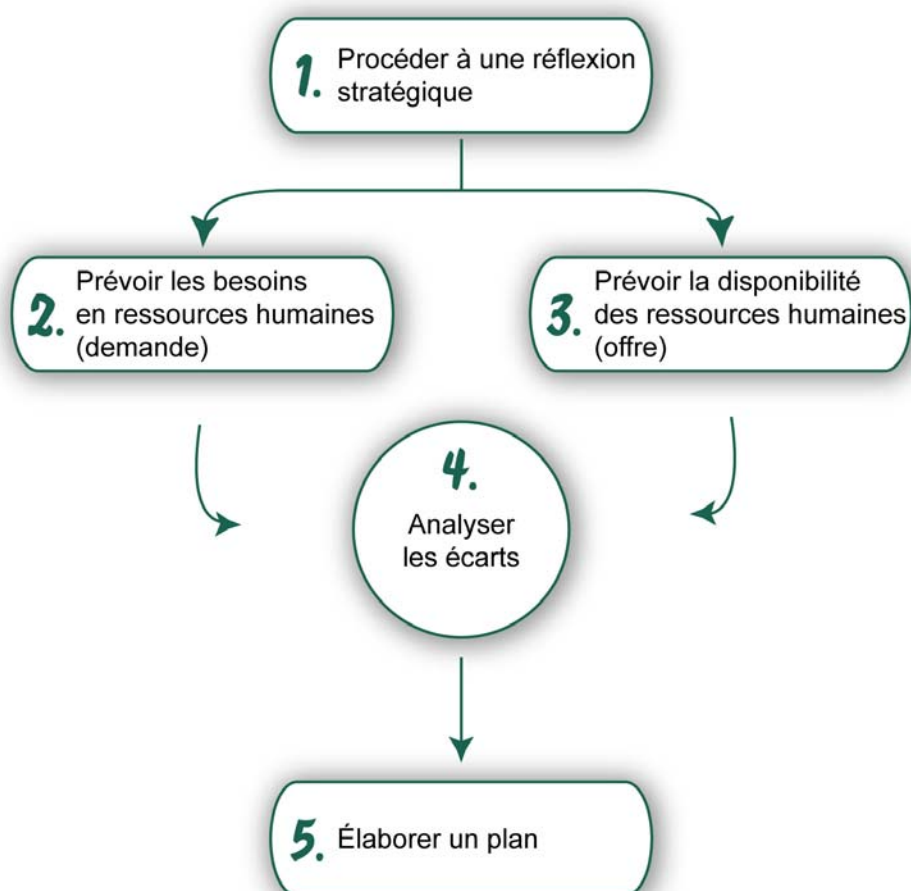 1. Procéder à une réflexion
stratégique
2. Prévoir les besoins
en ressources humaines
(demande)
3. Prévoir la disponibilité
des ressources humaines
(offre)
4.
Analyser
les écarts
5. Élaborer un plan